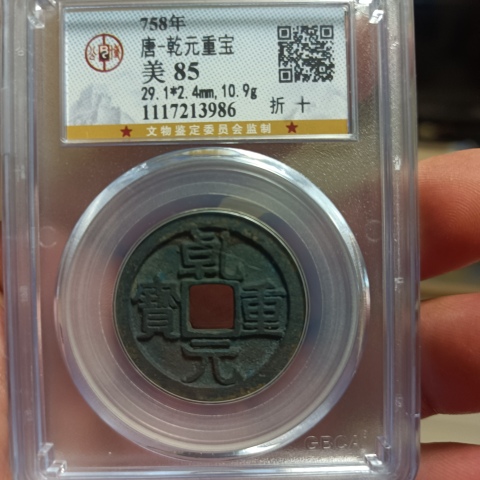 758年
唐-乾元重宝
美 85
29.1*2.4mm,10.9g
折 十
1117213986
★ 文物鉴定委员会监制 ★
乾元重寶
GBCA